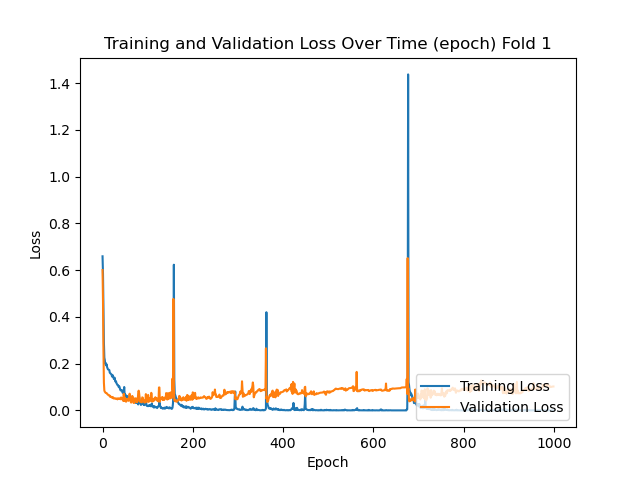 Training and Validation Loss Over Time (epoch) Fold 1
1.4
1.2
1.0
0.8
0.6
0.4
0.2
0.0
Loss
Training Loss
Validation Loss
0 200 400 600 800 1000
Epoch